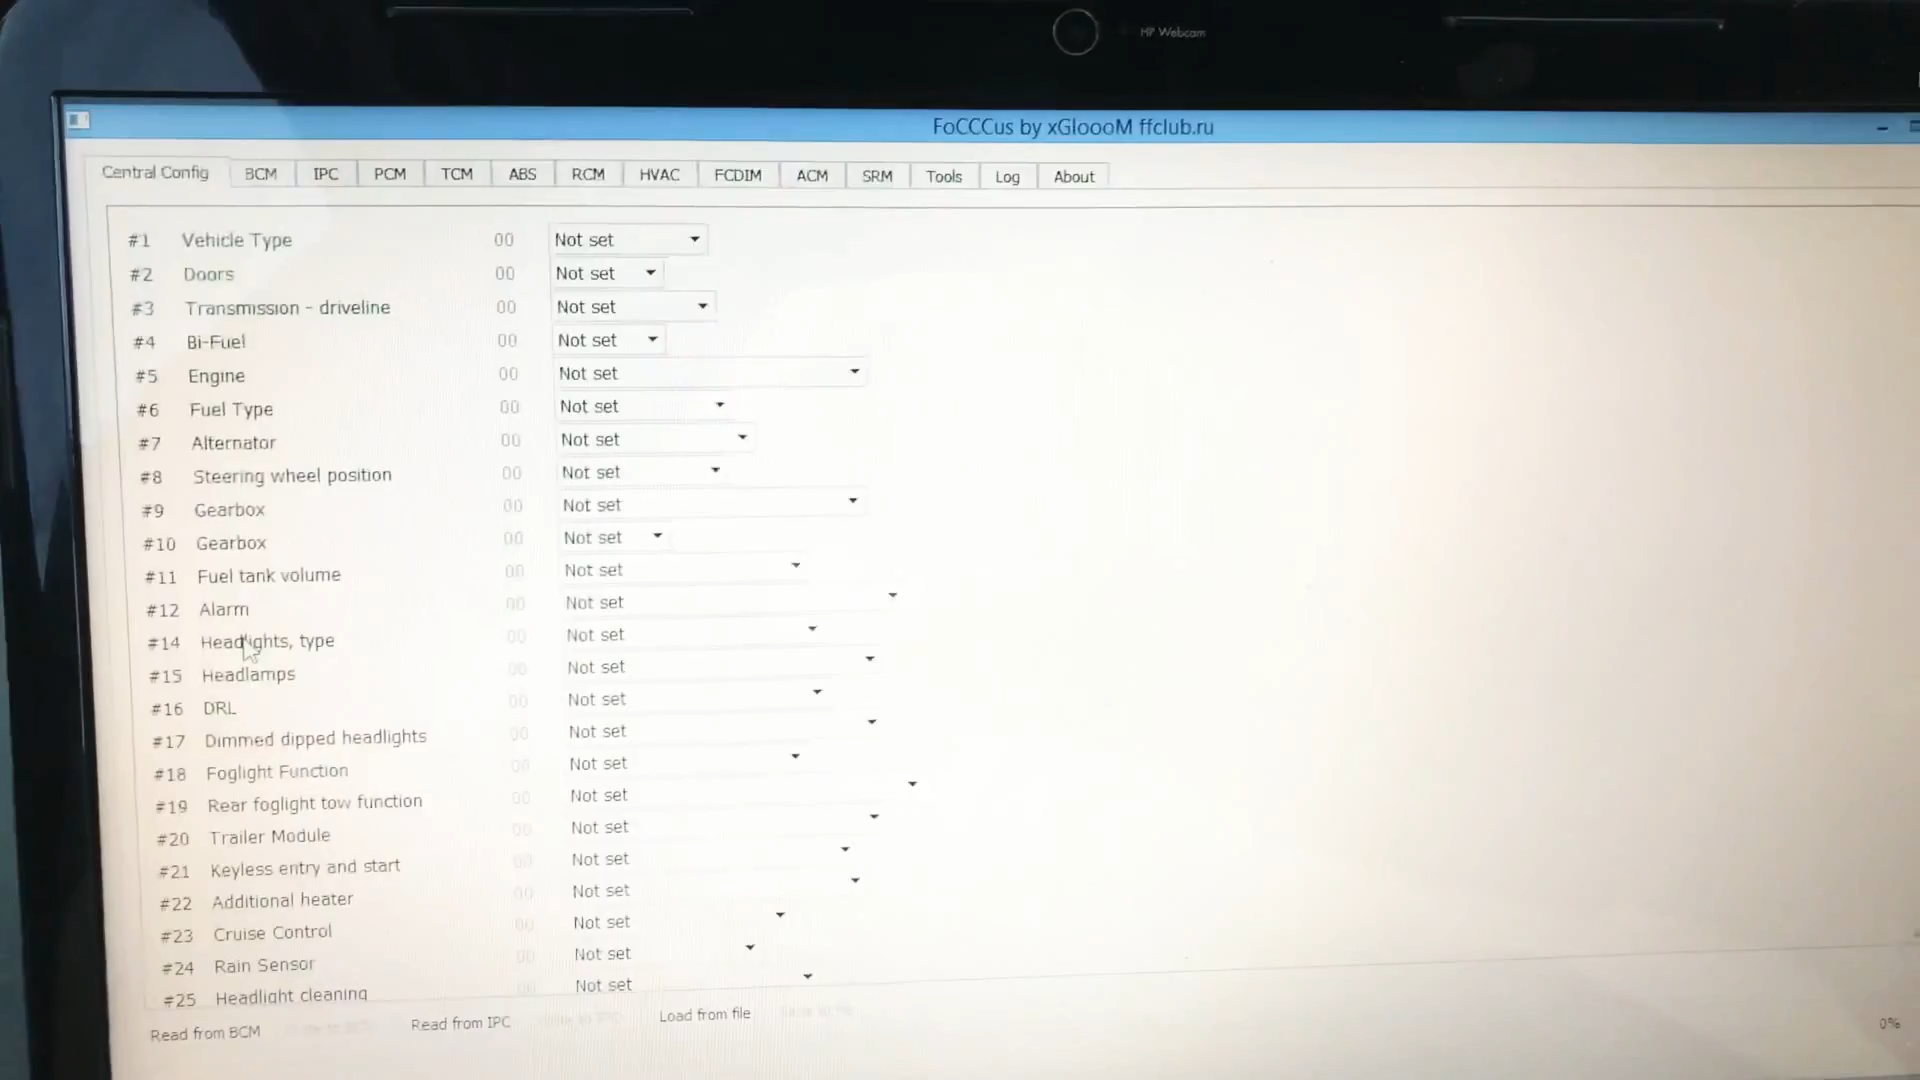 HP Webcam
FoCCCus by xGloooM ffclub.ru
Central Config BCM IPC PCM TCM ABS RCM HVAC FCDIM ACM SRM Tools Log About
#1 Vehicle Type 00 Not set
#2 Doors 00 Not set
#3 Transmission - driveline 00 Not set
#4 Bi-Fuel 00 Not set
#5 Engine 00 Not set
#6 Fuel Type 00 Not set
#7 Alternator 00 Not set
#8 Steering wheel position 00 Not set
#9 Gearbox 00 Not set
#10 Gearbox 00 Not set
#11 Fuel tank volume 00 Not set
#12 Alarm 00 Not set
#14 Headlights, type 00 Not set
#15 Headlamps 00 Not set
#16 DRL 00 Not set
#17 Dimmed dipped headlights 00 Not set
#18 Foglight Function 00 Not set
#19 Rear foglight tow function 00 Not set
#20 Trailer Module 00 Not set
#21 Keyless entry and start 00 Not set
#22 Additional heater 00 Not set
#23 Cruise Control 00 Not set
#24 Rain Sensor 00 Not set
#25 Headlight cleaning 00 Not set
Read from BCM Read from IPC Load from file
0%